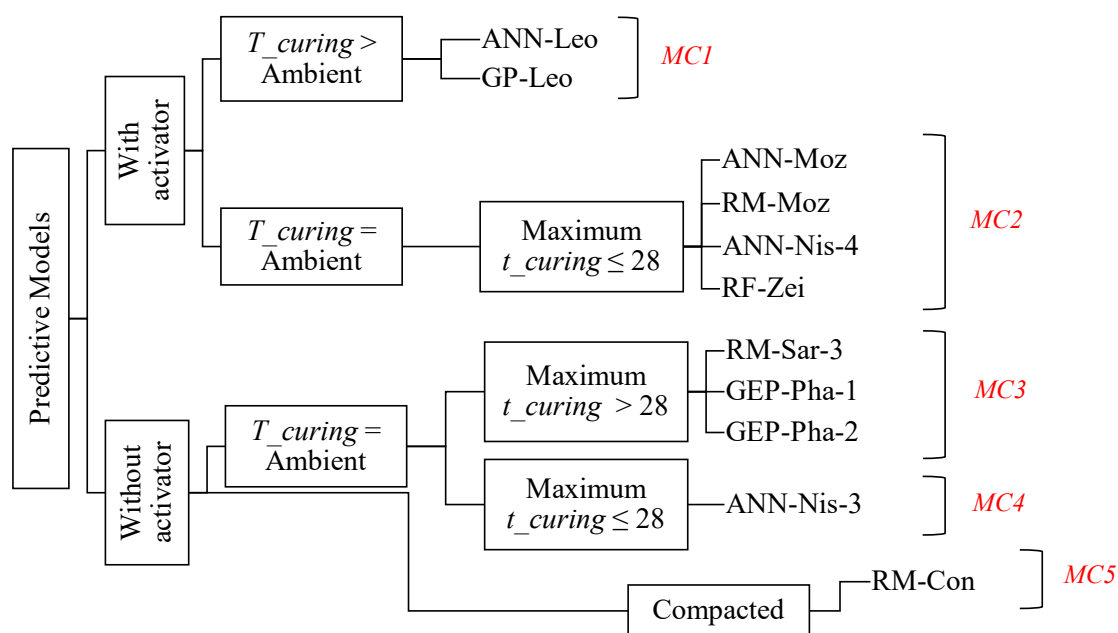 Predictive Models
With
activator
T_curing >
Ambient
ANN-Leo
GP-Leo
MC1
T_curing =
Ambient
Maximum
t_curing ≤ 28
ANN-Moz
RM-Moz
ANN-Nis-4
RF-Zei
MC2
Without
activator
T_curing =
Ambient
Maximum
t_curing > 28
RM-Sar-3
GEP-Pha-1
GEP-Pha-2
MC3
Maximum
t_curing ≤ 28
ANN-Nis-3
MC4
Compacted
RM-Con
MC5